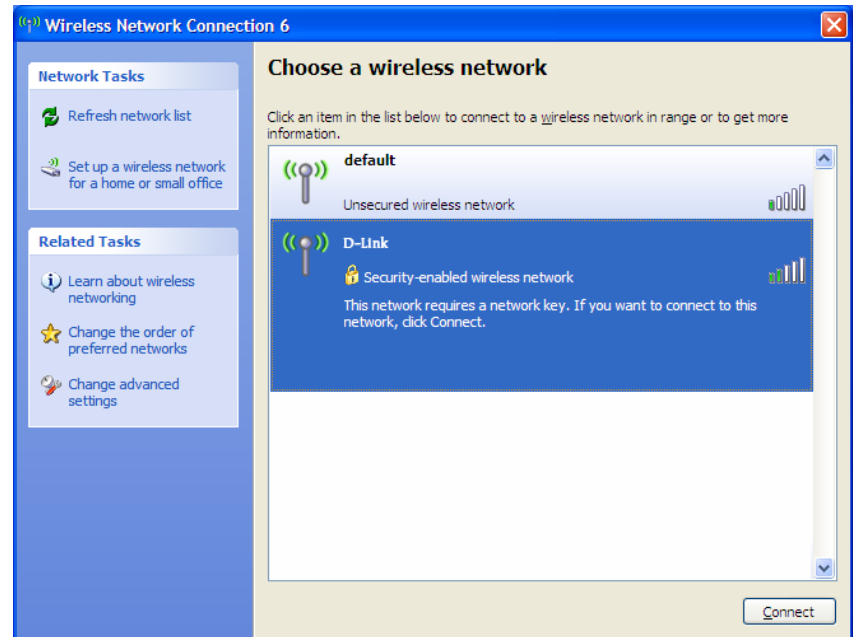 Wireless Network Connection 6
Network Tasks
Refresh network list
Set up a wireless network
for a home or small office
Related Tasks
Learn about wireless
networking
Change the order of
preferred networks
Change advanced
settings
Choose a wireless network
Click an item in the list below to connect to a wireless network in range or to get more
information.
default
Unsecured wireless network
D-Link
Security-enabled wireless network
This network requires a network key. If you want to connect to this
network, click Connect.
Connect